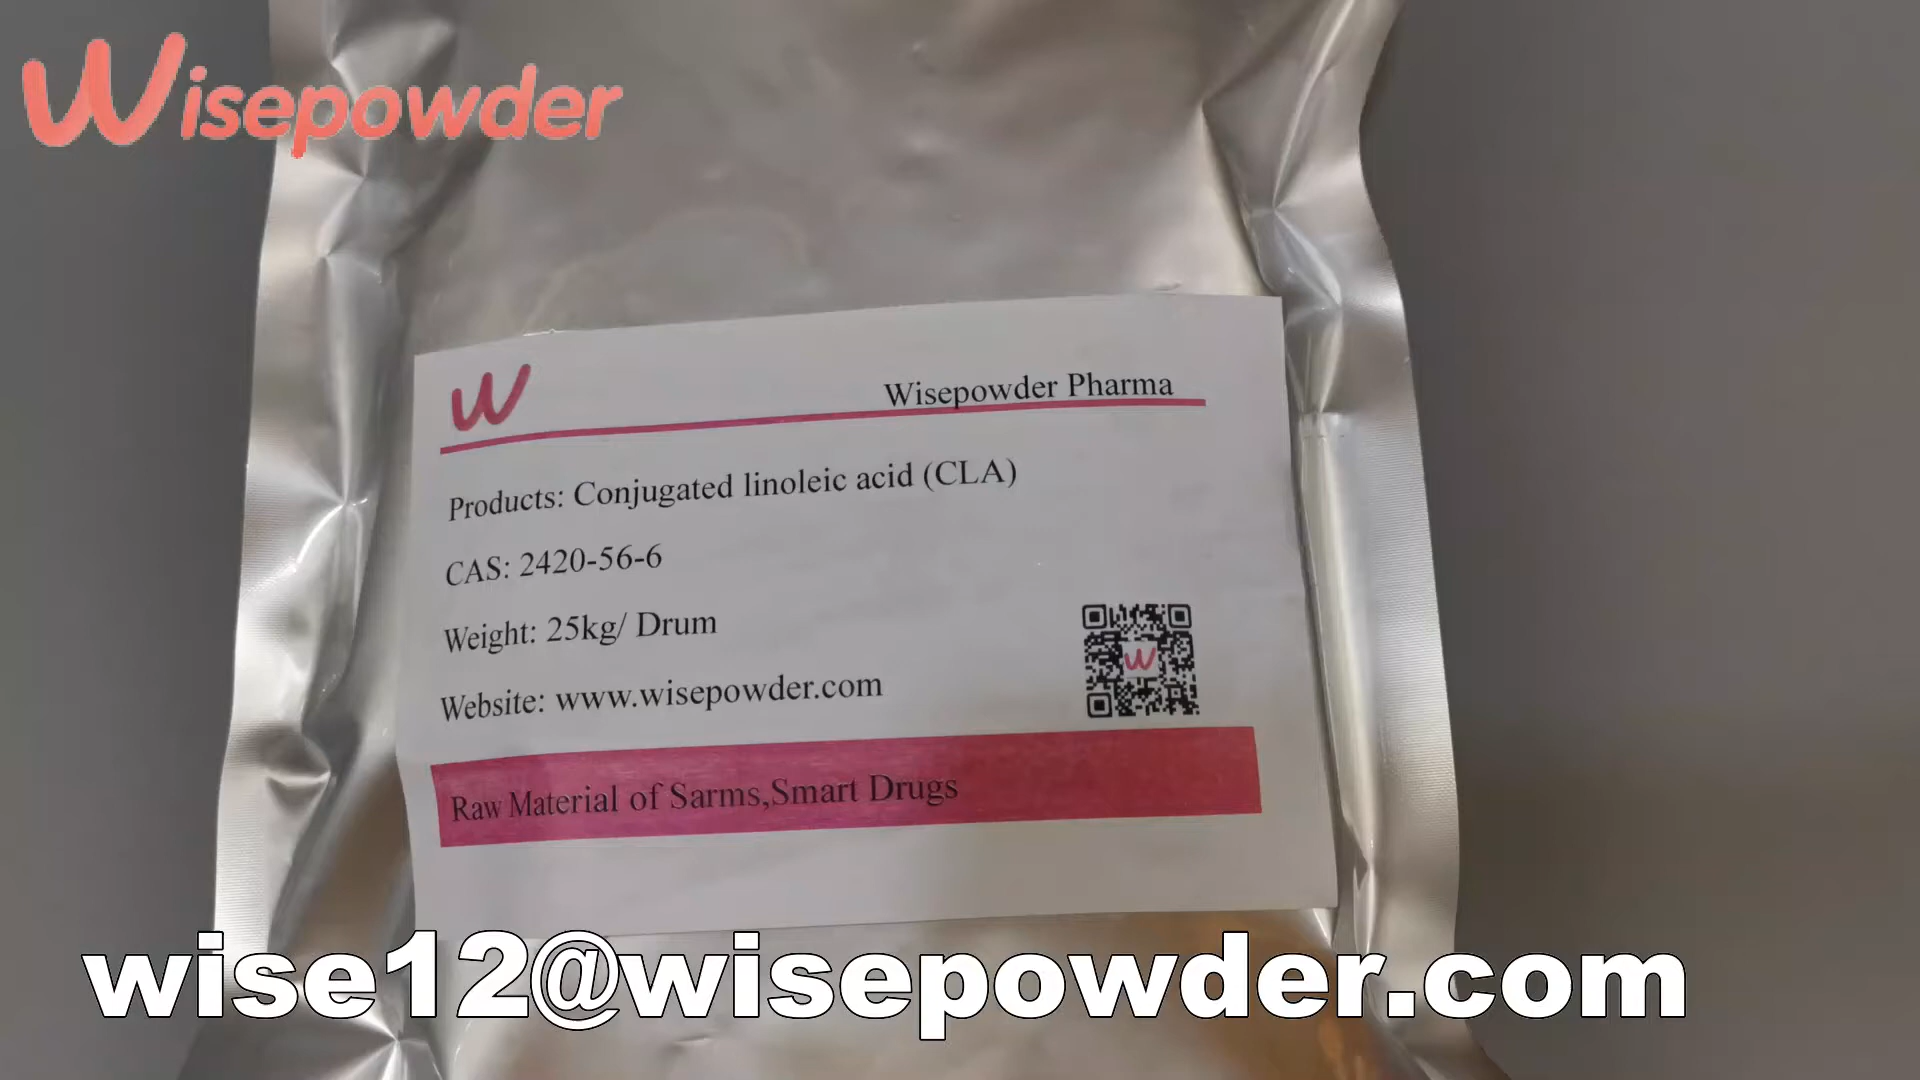 Wisepowder
W
Wisepowder Pharma
Products: Conjugated linoleic acid (CLA)
CAS: 2420-56-6
Weight: 25kg/ Drum
Website: www.wisepowder.com
W
Raw Material of Sarms,Smart Drugs
wise12@wisepowder.com